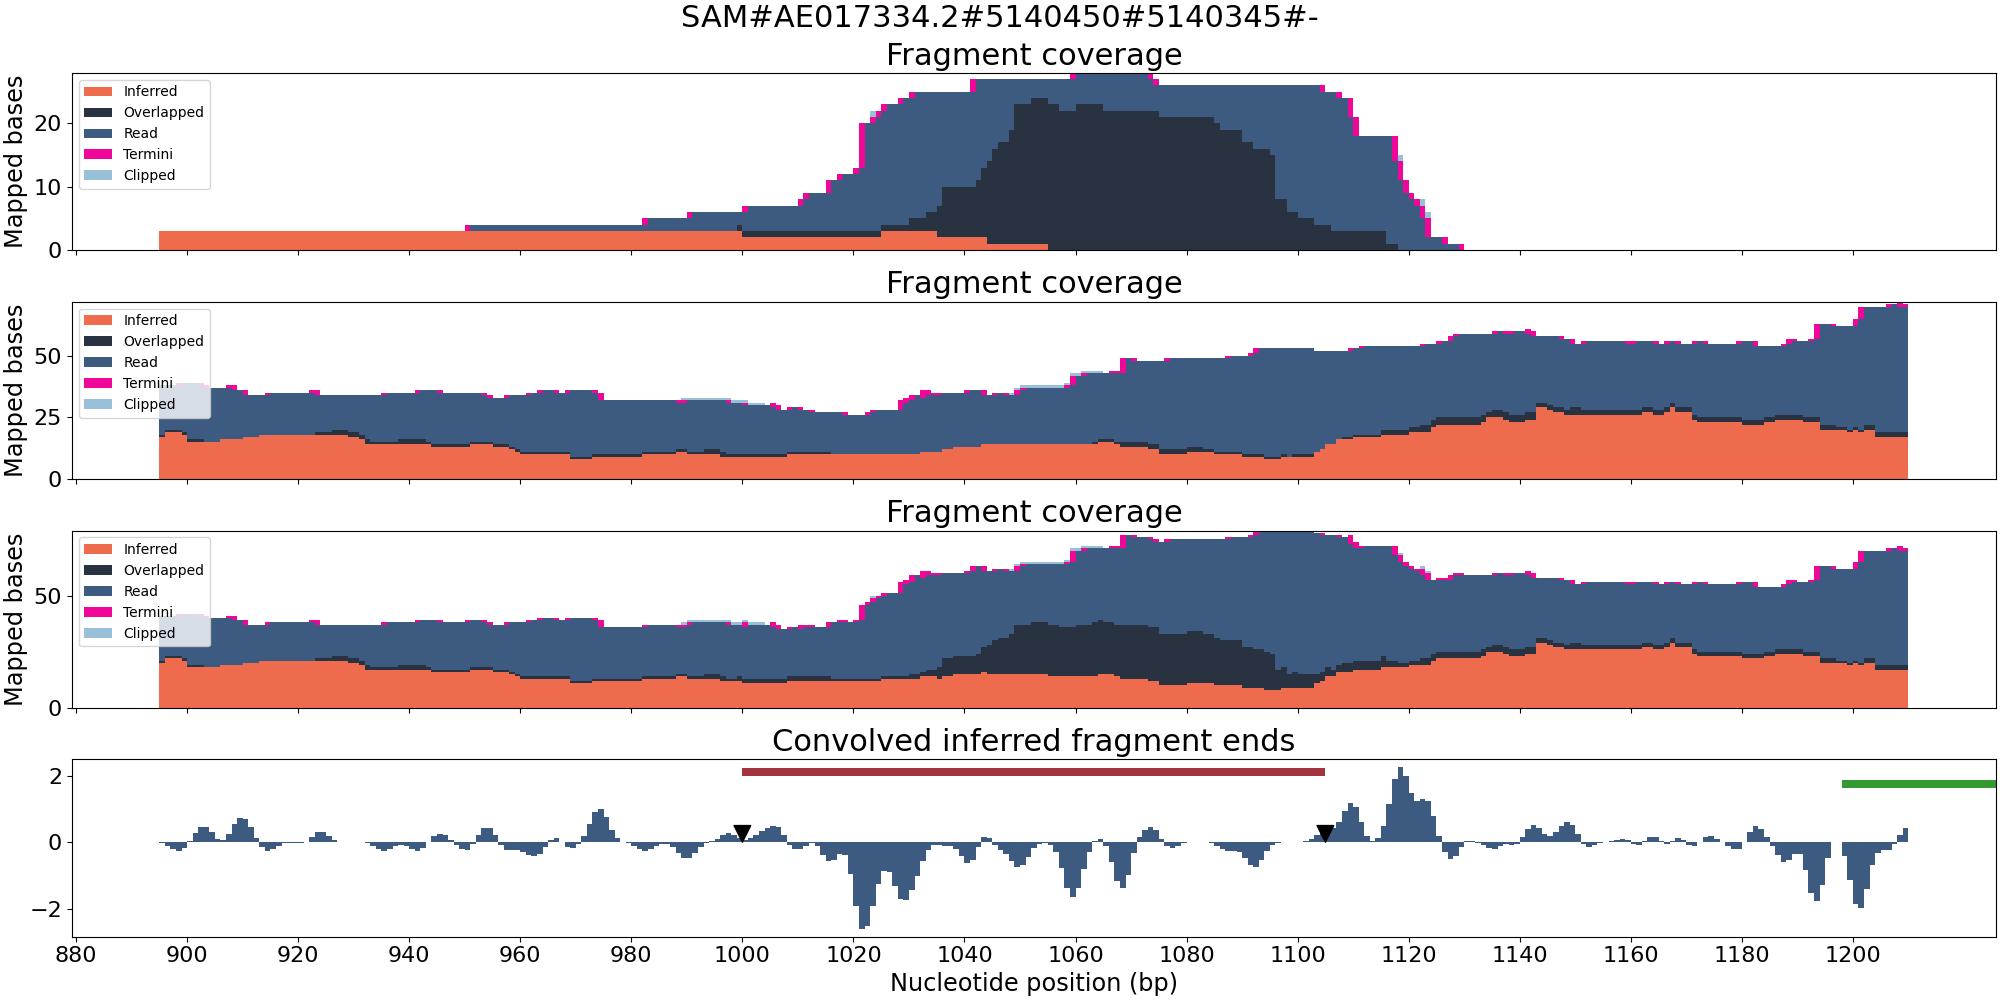 SAM#AE017334.2#5140450#5140345#-
Fragment coverage
Mapped bases
20
10
0
Inferred
Overlapped
Read
Termini
Clipped
Fragment coverage
Mapped bases
50
25
0
Inferred
Overlapped
Read
Termini
Clipped
Fragment coverage
Mapped bases
50
0
Inferred
Overlapped
Read
Termini
Clipped
Convolved inferred fragment ends
2
0
−2
880 900 920 940 960 980 1000 1020 1040 1060 1080 1100 1120 1140 1160 1180 1200
Nucleotide position (bp)